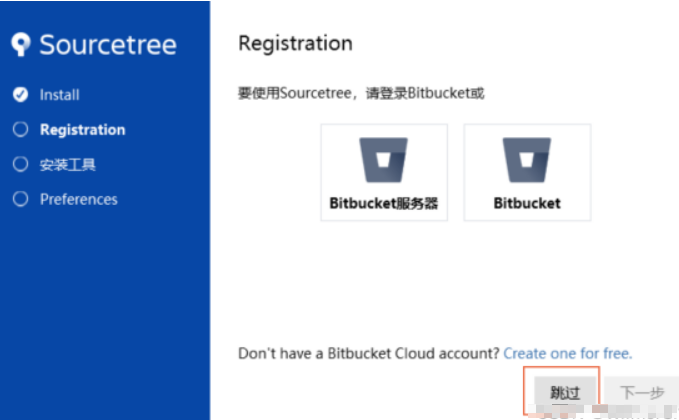 Sourcetree
Install
Registration
安装工具
Preferences
Registration
要使用Sourcetree，请登录Bitbucket或
Bitbucket服务器
Bitbucket
Don't have a Bitbucket Cloud account? Create one for free.
跳过
下一步